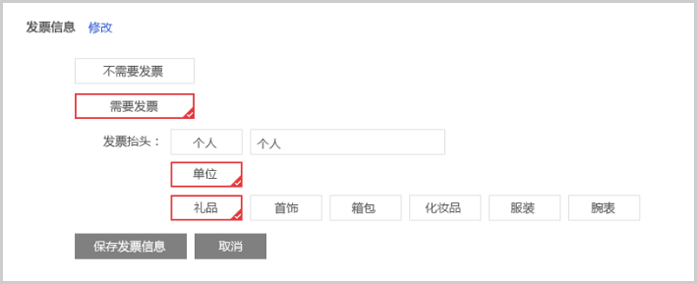 发票信息 修改
不需要发票
需要发票
发票抬头： 个人 个人
单位
礼品 首饰 箱包 化妆品 服装 腕表
保存发票信息 取消